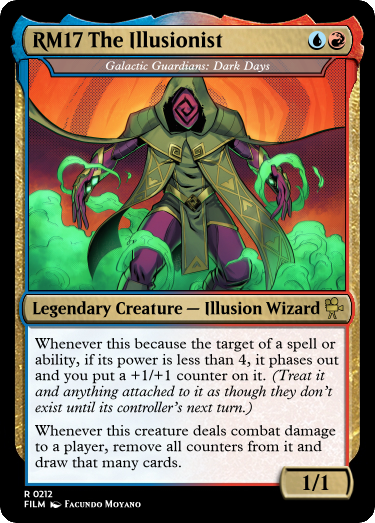 RM17 The Illusionist
Galactic Guardians: Dark Days
Legendary Creature — Illusion Wizard
Whenever this because the target of a spell or
ability, if its power is less than 4, it phases out
and you put a +1/+1 counter on it. (Treat it
and anything attached to it as though they don't
exist until its controller's next turn.)
Whenever this creature deals combat damage
to a player, remove all counters from it and
draw that many cards.
1/1
R 0212
FILM Facundo Moyano